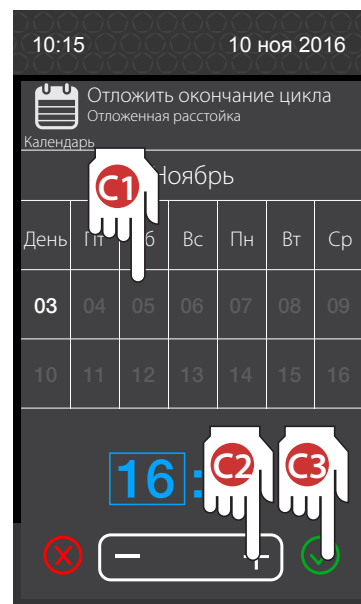 10:15 10 ноя 2016
Отложить окончание цикла
Отложенная расстойка
Календарь
C1
Ноябрь
День Пт Сб Вс Пн Вт Ср
03 04 05 06 07 08 09
10 11 12 13 14 15 16
16: C2 C3
− +